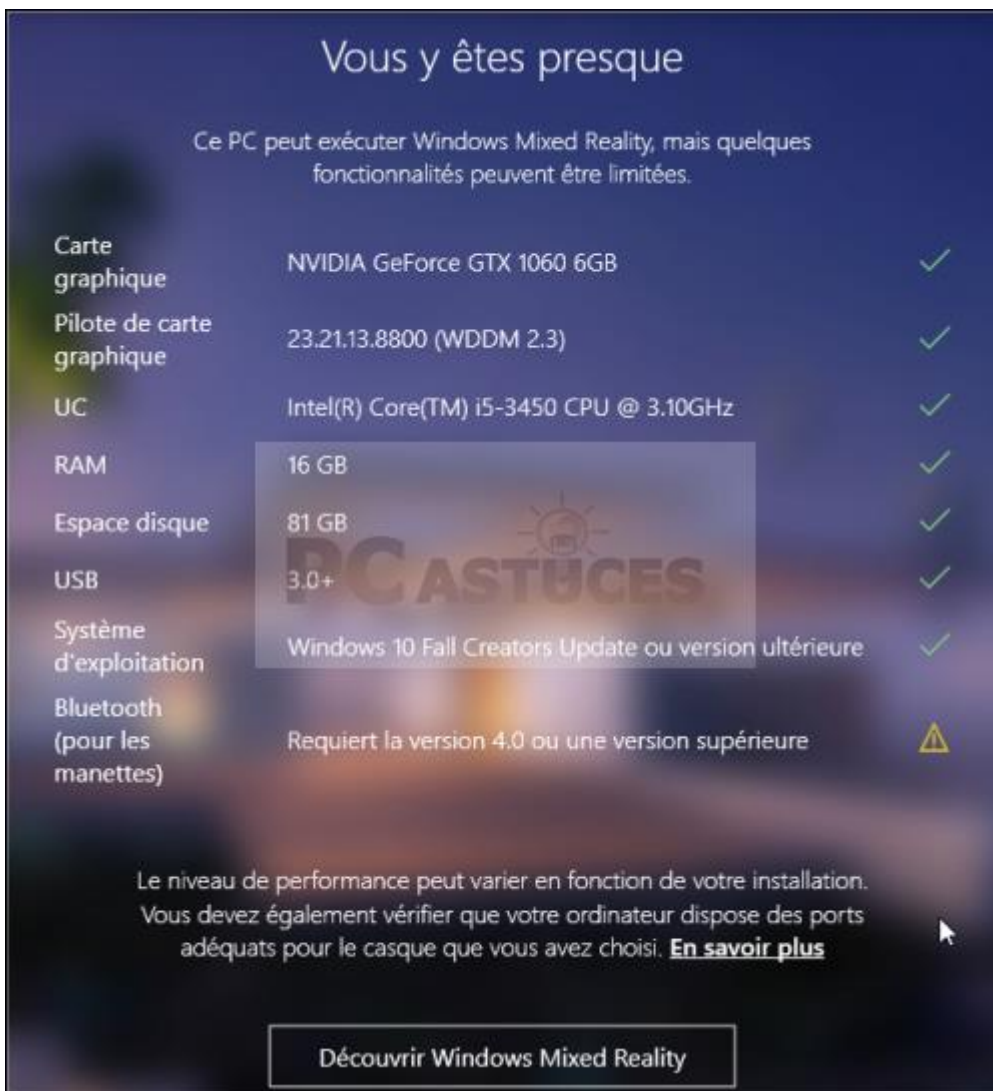 Vous y êtes presque
Ce PC peut exécuter Windows Mixed Reality, mais quelques
fonctionnalités peuvent être limitées.
Carte
graphique
NVIDIA GeForce GTX 1060 6GB
Pilote de carte
graphique
23.21.13.8800 (WDDM 2.3)
UC
Intel(R) Core(TM) i5-3450 CPU @ 3.10GHz
RAM
16 GB
Espace disque
81 GB
PC ASTUCES
USB
3.0+
Système
d'exploitation
Windows 10 Fall Creators Update ou version ultérieure
Bluetooth
(pour les
manettes)
Requiert la version 4.0 ou une version supérieure
Le niveau de performance peut varier en fonction de votre installation.
Vous devez également vérifier que votre ordinateur dispose des ports
adéquats pour le casque que vous avez choisi. En savoir plus
Découvrir Windows Mixed Reality